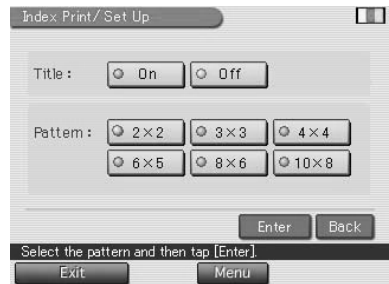 Index Print/ Set Up
Title : On Off
Pattern : 2×2 3×3 4×4
6×5 8×6 10×8
Enter Back
Select the pattern and then tap [Enter].
Exit Menu